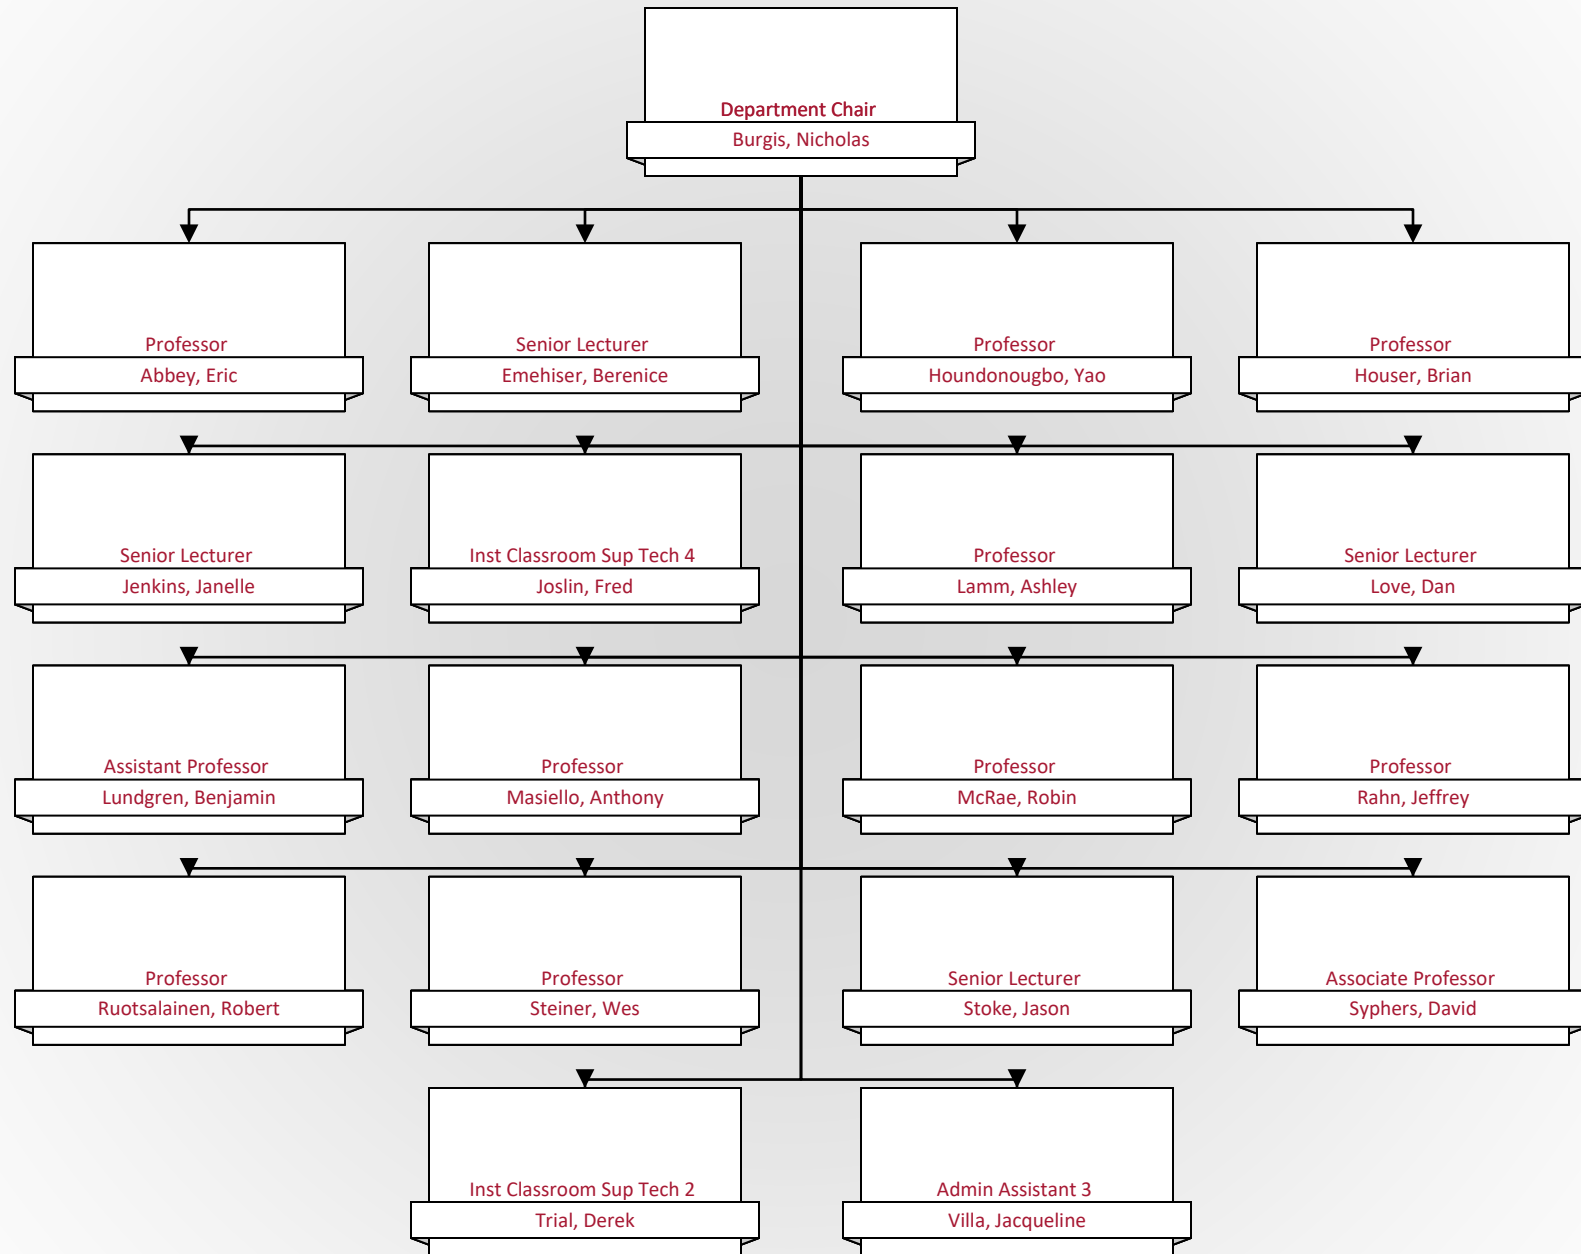 Department Chair
Burgis, Nicholas
Professor
Abbey, Eric
Senior Lecturer
Emehiser, Berenice
Professor
Houndonougbo, Yao
Professor
Houser, Brian
Senior Lecturer
Jenkins, Janelle
Inst Classroom Sup Tech 4
Joslin, Fred
Professor
Lamm, Ashley
Senior Lecturer
Love, Dan
Assistant Professor
Lundgren, Benjamin
Professor
Masiello, Anthony
Professor
McRae, Robin
Professor
Rahn, Jeffrey
Professor
Ruotsalainen, Robert
Professor
Steiner, Wes
Senior Lecturer
Stoke, Jason
Associate Professor
Syphers, David
Inst Classroom Sup Tech 2
Trial, Derek
Admin Assistant 3
Villa, Jacqueline